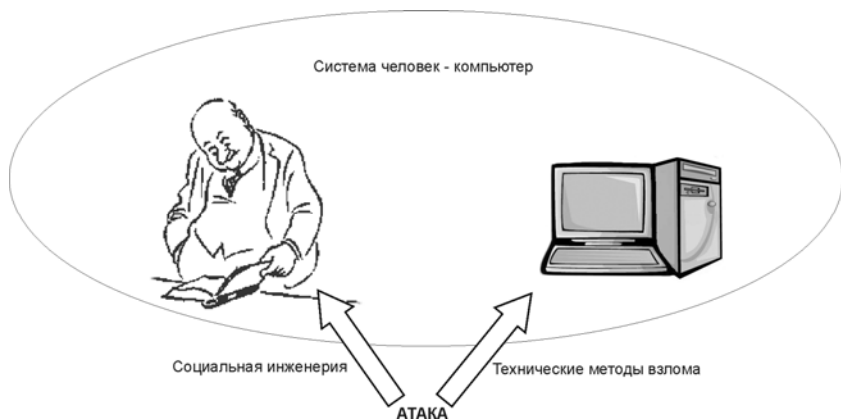 Система человек - компьютер
Социальная инженерия
Технические методы взлома
АТАКА